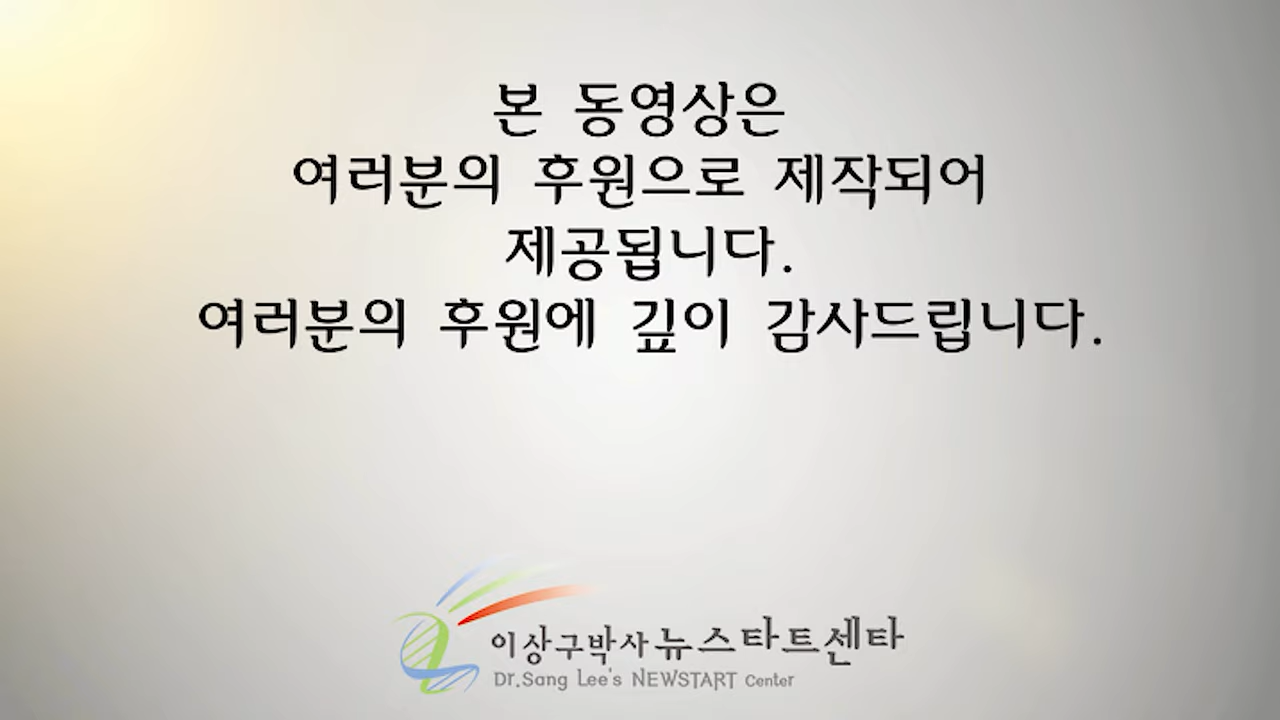 본 동영상은
여러분의 후원으로 제작되어
제공됩니다.
여러분의 후원에 깊이 감사드립니다.
이상구박사 뉴스타트센타
Dr.Sang Lee's NEWSTART Center